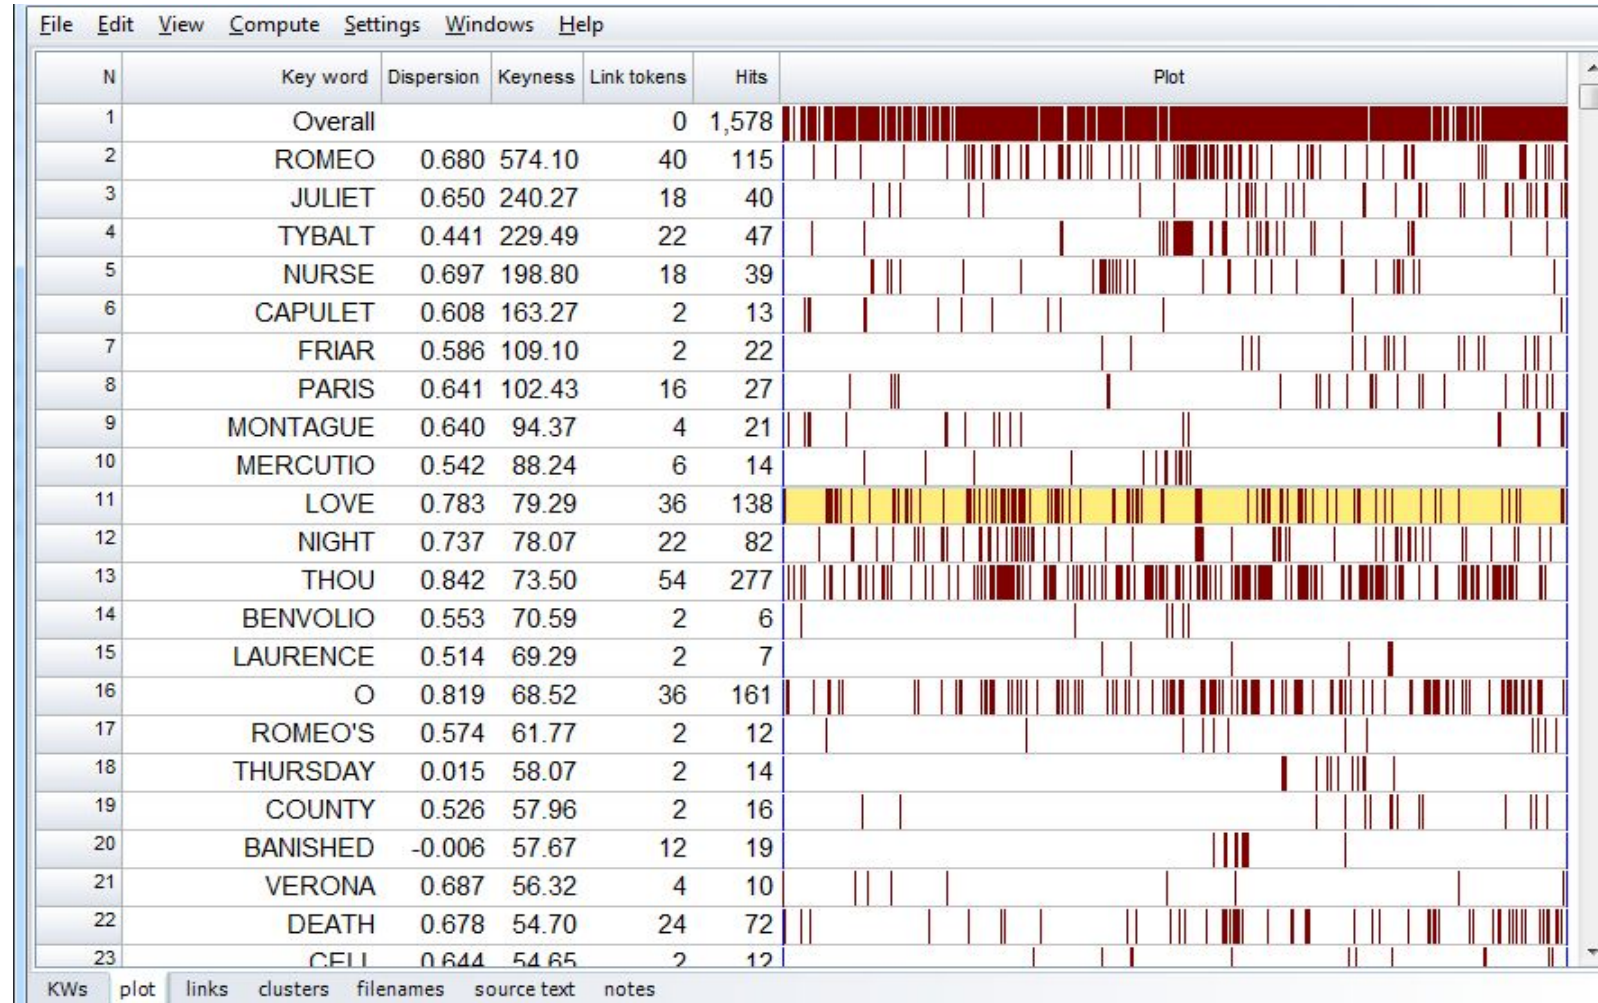 File Edit View Compute Settings Windows Help
N Key word Dispersion Keyness Link tokens Hits Plot
1 Overall 0 1,578
2 ROMEO 0.680 574.10 40 115
3 JULIET 0.650 240.27 18 40
4 TYBALT 0.441 229.49 22 47
5 NURSE 0.697 198.80 18 39
6 CAPULET 0.608 163.27 2 13
7 FRIAR 0.586 109.10 2 22
8 PARIS 0.641 102.43 16 27
9 MONTAGUE 0.640 94.37 4 21
10 MERCUTIO 0.542 88.24 6 14
11 LOVE 0.783 79.29 36 138
12 NIGHT 0.737 78.07 22 82
13 THOU 0.842 73.50 54 277
14 BENVOLIO 0.553 70.59 2 6
15 LAURENCE 0.514 69.29 2 7
16 O 0.819 68.52 36 161
17 ROMEO'S 0.574 61.77 2 12
18 THURSDAY 0.015 58.07 2 14
19 COUNTY 0.526 57.96 2 16
20 BANISHED -0.006 57.67 12 19
21 VERONA 0.687 56.32 4 10
22 DEATH 0.678 54.70 24 72
23 CELL 0.644 54.65 2 12
KWs plot links clusters filenames source text notes